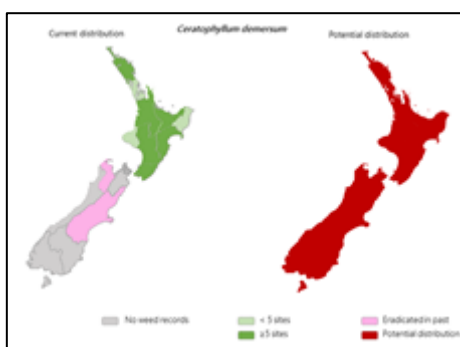 Ceratophyllum demersum
Current distribution
Potential distribution
No weed records
< 5 sites
Eradicated in past
≥5 sites
Potential distribution